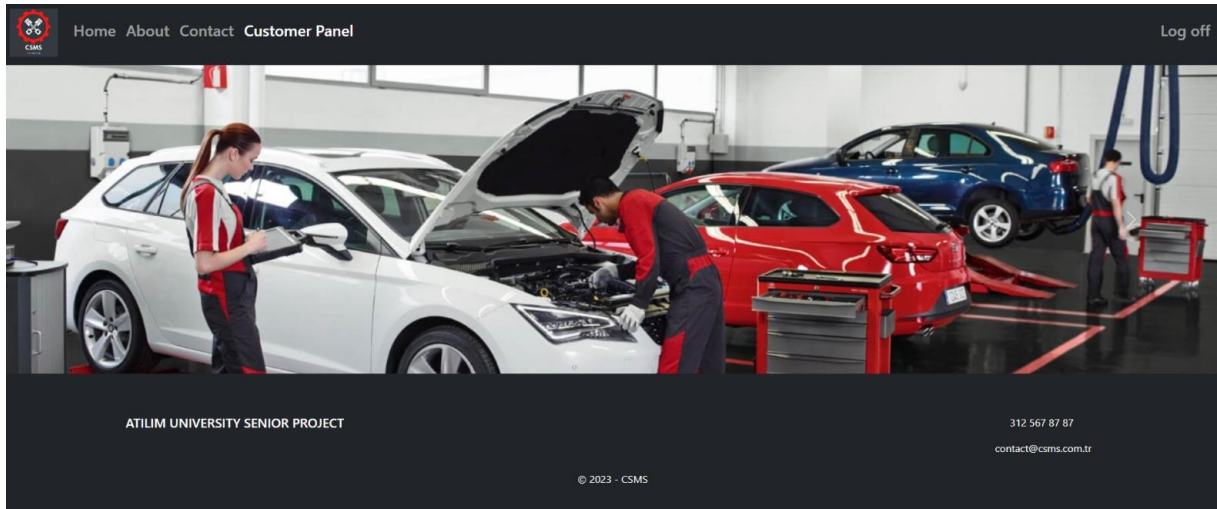 CSMS
Home About Contact Customer Panel
Log off
ATILIM UNIVERSITY SENIOR PROJECT
312 567 87 87
contact@csms.com.tr
© 2023 - CSMS